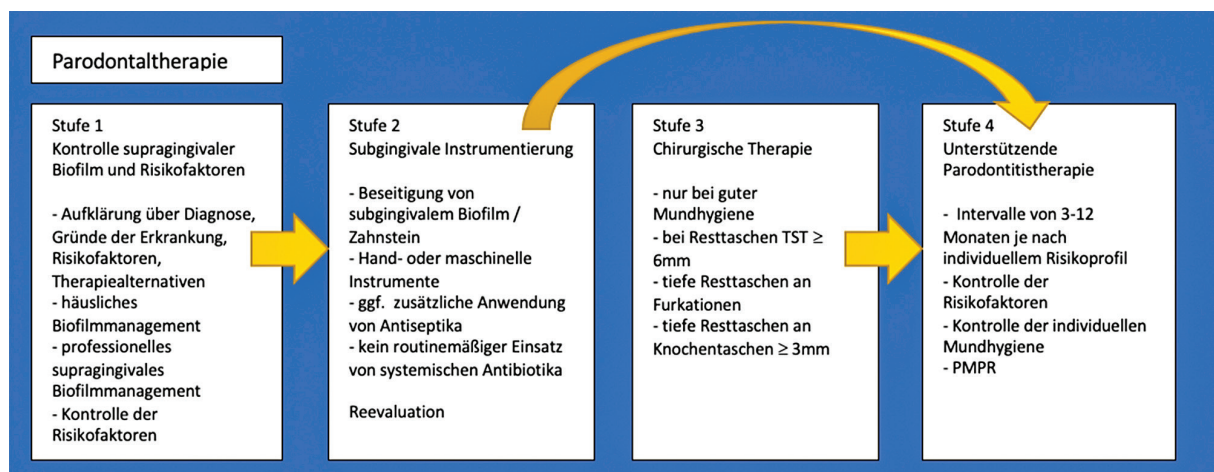 Parodontaltherapie
Stufe 1
Kontrolle supragingivaler
Biofilm und Risikofaktoren
- Aufklärung über Diagnose,
Gründe der Erkrankung,
Risikofaktoren,
Therapiealternativen
- häusliches
Biofilmmanagement
- professionelles
supragingivales
Biofilmmanagement
- Kontrolle der
Risikofaktoren
Stufe 2
Subgingivale Instrumentierung
- Beseitigung von
subgingivalem Biofilm /
Zahnstein
- Hand- oder maschinelle
Instrumente
- ggf. zusätzliche Anwendung
von Antiseptika
- kein routinemäßiger Einsatz
von systemischen Antibiotika
Reevaluation
Stufe 3
Chirurgische Therapie
- nur bei guter
Mundhygiene
- bei Resttaschen TST ≥
6mm
- tiefe Resttaschen an
Furkationen
- tiefe Resttaschen an
Knochentaschen ≥ 3mm
Stufe 4
Unterstützende
Parodontitistherapie
- Intervalle von 3-12
Monaten je nach
individuellem Risikoprofil
- Kontrolle der
Risikofaktoren
- Kontrolle der individuellen
Mundhygiene
- PMPR